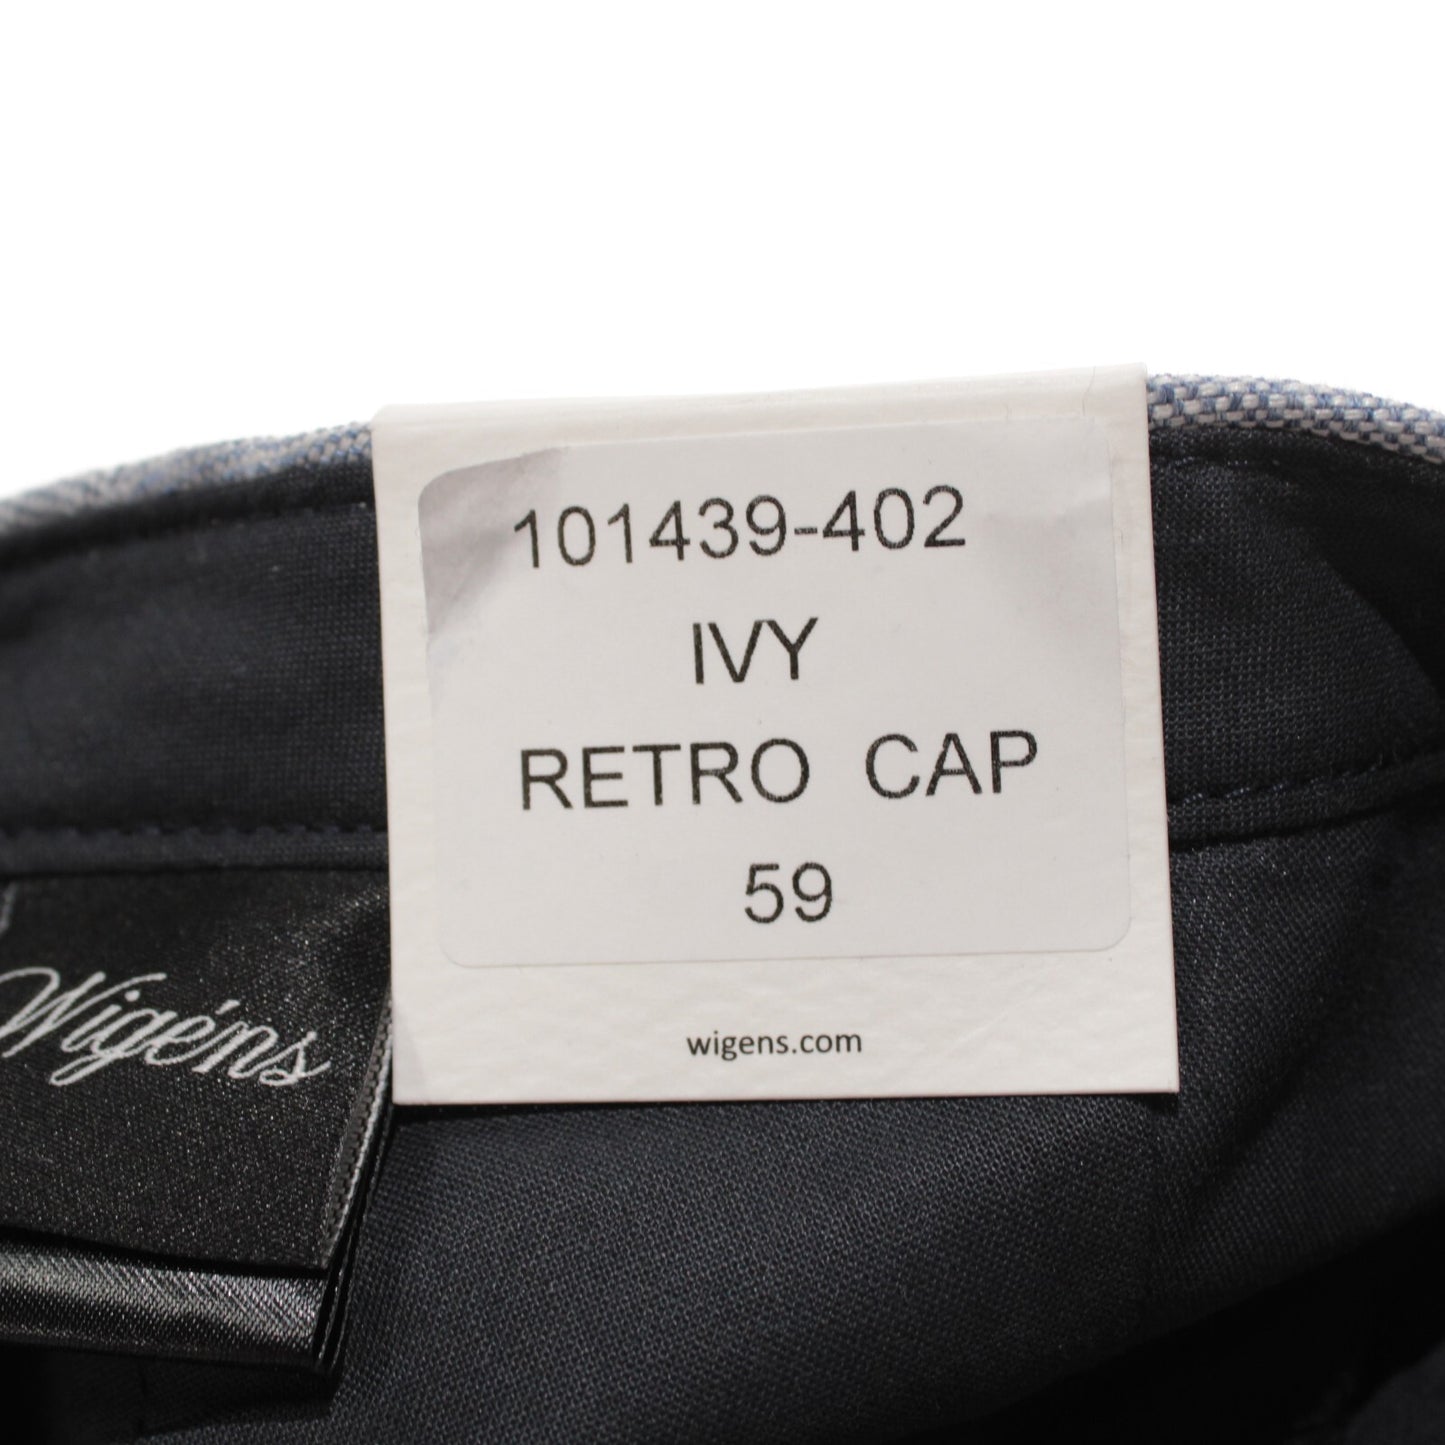 101439-402
IVY
RETRO CAP
59
wigens.com
Wigéns